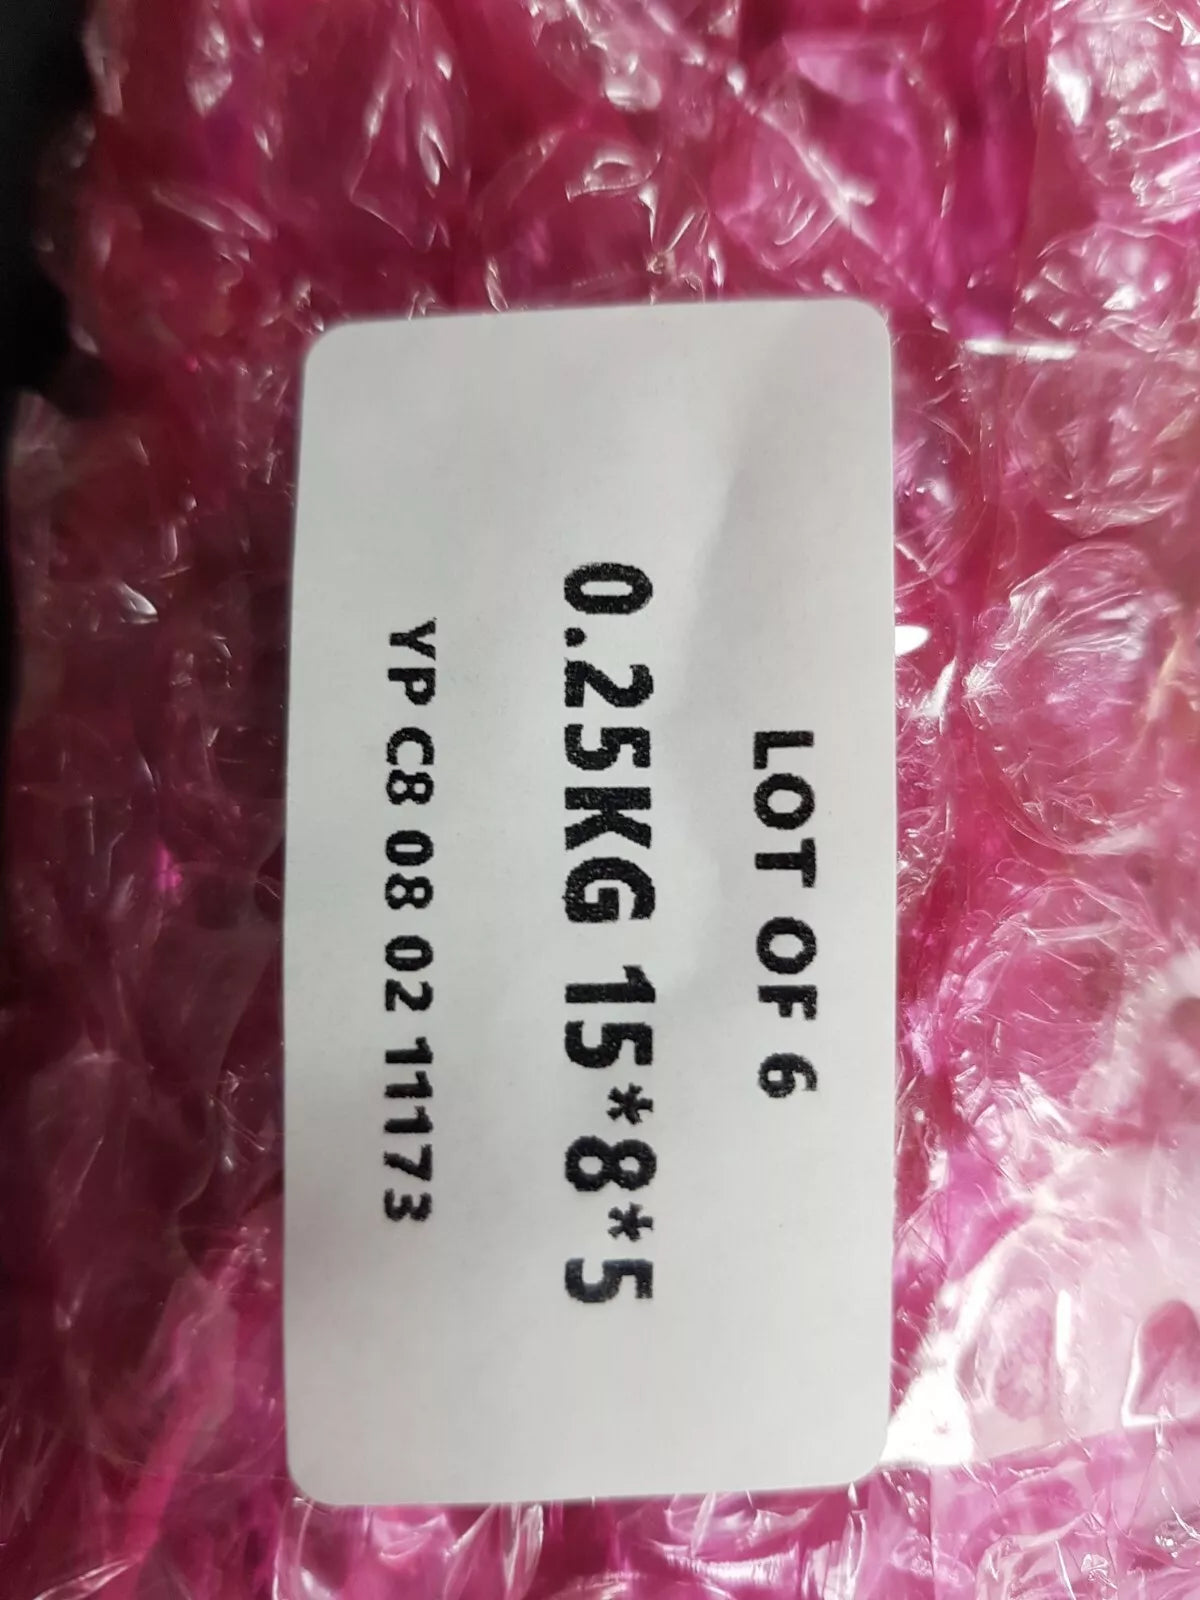 LOT OF 6
0.25KG 15*8*5
YP C8 08 02 11173